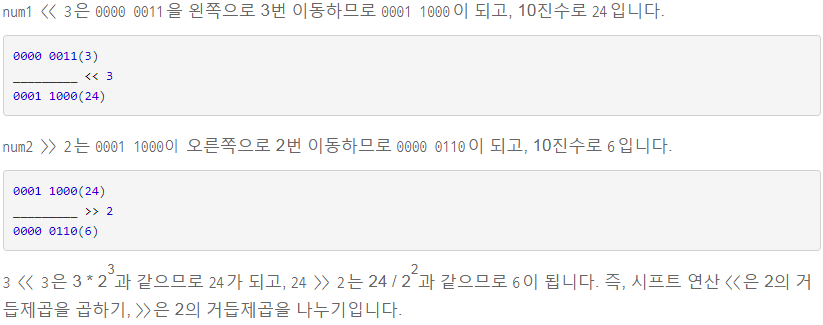 num1 << 3은 0000 0011을 왼쪽으로 3번 이동하므로 0001 1000이 되고, 10진수로 24입니다.
0000 0011(3)
_________ << 3
0001 1000(24)
num2 >> 2는 0001 1000이 오른쪽으로 2번 이동하므로 0000 0110이 되고, 10진수로 6입니다.
0001 1000(24)
_________ >> 2
0000 0110(6)
3 << 3은 3 * 2³과 같으므로 24가 되고, 24 >> 2는 24 / 2²과 같으므로 6이 됩니다. 즉, 시프트 연산 <<은 2의 거
듭제곱을 곱하기, >>은 2의 거듭제곱을 나누기입니다.